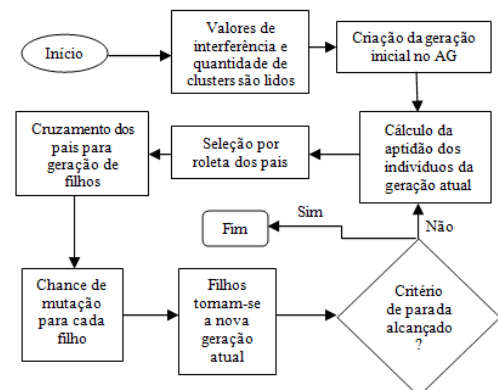 Início
Valores de
interferência e
quantidade de
clusters são lidos
Criação da geração
inicial no AG
Cálculo da
aptidão dos
indivíduos da
geração atual
Seleção por
roleta dos pais
Cruzamento dos
pais para
geração de
filhos
Chance de
mutação
para cada
filho
Filhos
tornam-se
a nova
geração
atual
Critério
de parada
alcançado
?
Não
Sim
Fim